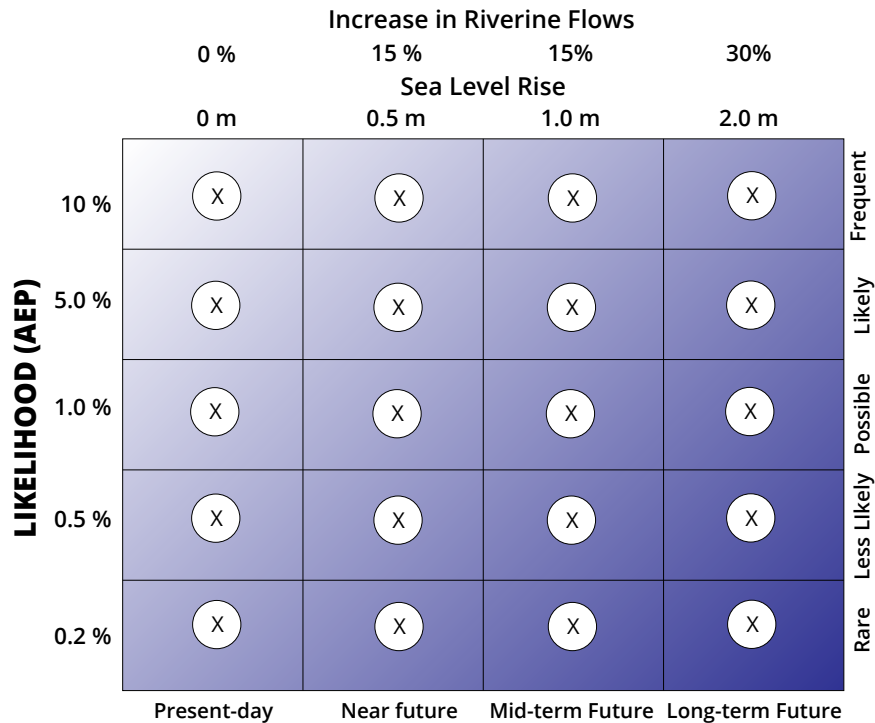 Increase in Riverine Flows
0 % 15 % 15% 30%
Sea Level Rise
0 m 0.5 m 1.0 m 2.0 m
LIKELIHOOD (AEP)
10 % X X X X Frequent
5.0 % X X X X Likely
1.0 % X X X X Possible
0.5 % X X X X Less LIkely
0.2 % X X X X Rare
Present-day Near future Mid-term Future Long-term Future